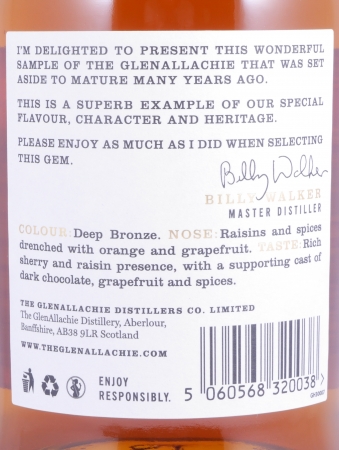 I'M DELIGHTED TO PRESENT THIS WONDERFUL
SAMPLE OF THE GLENALLACHIE THAT WAS SET
ASIDE TO MATURE MANY YEARS AGO.
THIS IS A SUPERB EXAMPLE OF OUR SPECIAL
FLAVOUR, CHARACTER AND HERITAGE.
PLEASE ENJOY AS MUCH AS I DID WHEN SELECTING
THIS GEM.
Billy Walker
BILLY WALKER
MASTER DISTILLER
COLOUR: Deep Bronze. NOSE: Raisins and spices
drenched with orange and grapefruit. TASTE: Rich
sherry and raisin presence, with a supporting cast of
dark chocolate, grapefruit and spices.
THE GLENALLACHIE DISTILLERS CO. LIMITED
The GlenAllachie Distillery, Aberlour,
Banffshire, AB38 9LR Scotland
WWW.THEGLENALLACHIE.COM
ENJOY
RESPONSIBLY.
5 060568 320038